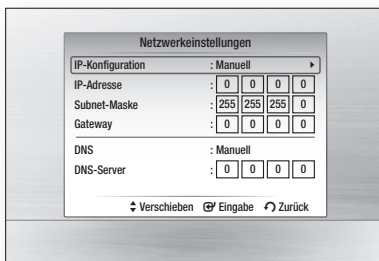 Netzwerkeinstellungen
IP-Konfiguration : Manuell
IP-Adresse : 0 0 0 0
Subnet-Maske : 255 255 255 0
Gateway : 0 0 0 0
DNS : Manuell
DNS-Server : 0 0 0 0
Verschieben Eingabe Zurück